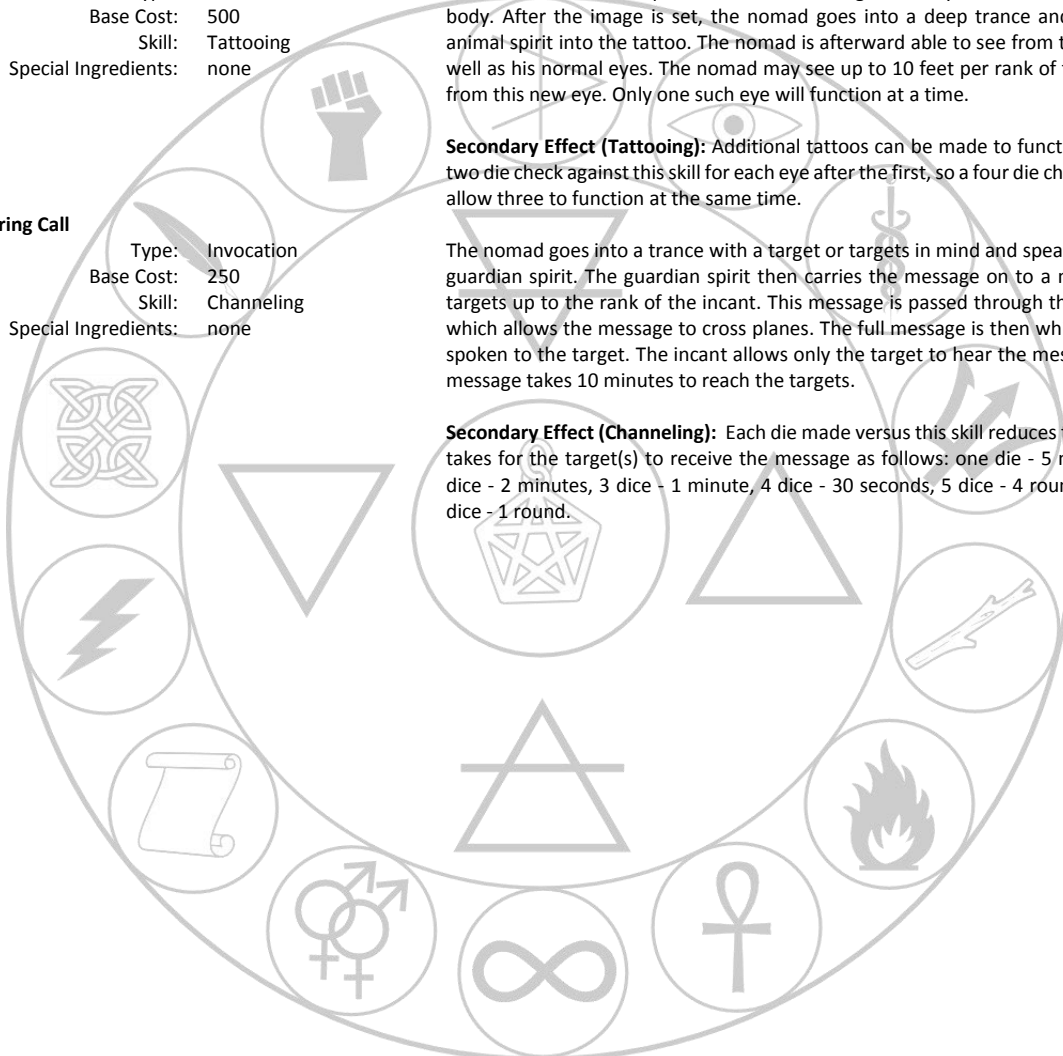 Base Cost: 500
Skill: Tattooing
Special Ingredients: none
body. After the image is set, the nomad goes into a deep trance and
animal spirit into the tattoo. The nomad is afterward able to see from
well as his normal eyes. The nomad may see up to 10 feet per rank of
from this new eye. Only one such eye will function at a time.
Secondary Effect (Tattooing): Additional tattoos can be made to funct
two die check against this skill for each eye after the first, so a four die ch
allow three to function at the same time.
ring Call
Type: Invocation
Base Cost: 250
Skill: Channeling
Special Ingredients: none
The nomad goes into a trance with a target or targets in mind and spea
guardian spirit. The guardian spirit then carries the message on to a
targets up to the rank of the incant. This message is passed through th
which allows the message to cross planes. The full message is then wh
spoken to the target. The incant allows only the target to hear the mes
message takes 10 minutes to reach the targets.
Secondary Effect (Channeling): Each die made versus this skill reduces
takes for the target(s) to receive the message as follows: one die - 5
dice - 2 minutes, 3 dice - 1 minute, 4 dice - 30 seconds, 5 dice - 4 roun
dice - 1 round.